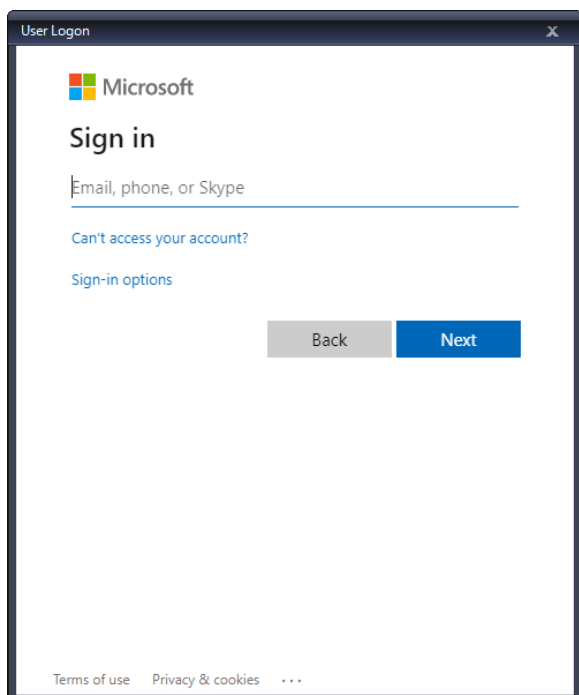 User Logon x
Microsoft
Sign in
Email, phone, or Skype
Can't access your account?
Sign-in options
Back Next
Terms of use Privacy & cookies ...